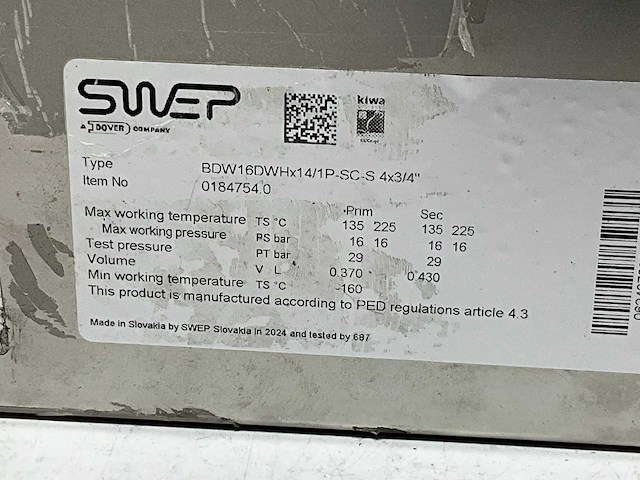 SWEP
A DOVER COMPANY
kiwa
Type BDW16DWHx14/1P-SC-S 4x3/4"
Item No 0184754.0
Prim Sec
Max working temperature TS °C 135 225 135 225
Max working pressure PS bar 16 16 16 16
Test pressure PT bar 29 29
Volume V L 0.370 0.430
Min working temperature TS °C -160
This product is manufactured according to PED regulations article 4.3
Made in Slovakia by SWEP Slovakia in 2024 and tested by 687